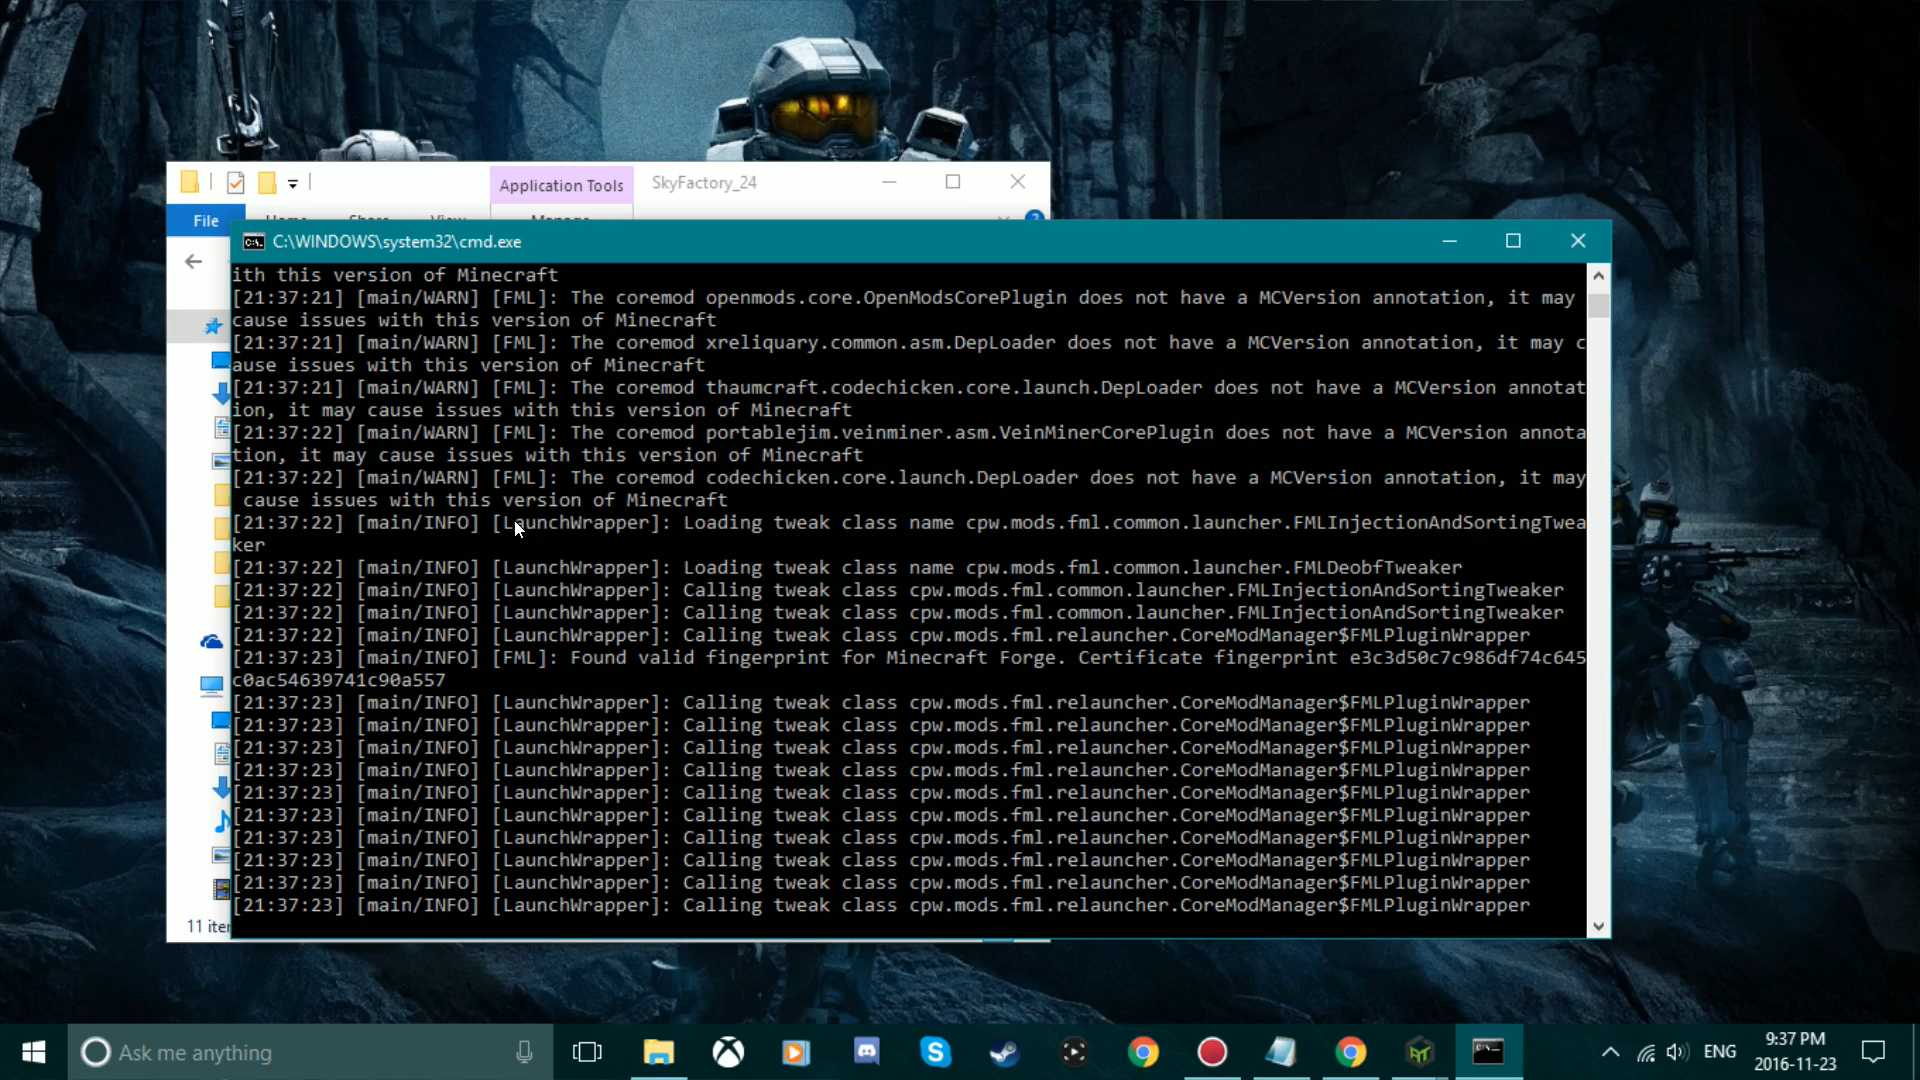 Application Tools
SkyFactory_24
File
Home
Share
View
Manage
C:\WINDOWS\system32\cmd.exe
ith this version of Minecraft
[21:37:21] [main/WARN] [FML]: The coremod openmods.core.OpenModsCorePlugin does not have a MCVersion annotation, it may
cause issues with this version of Minecraft
[21:37:21] [main/WARN] [FML]: The coremod xreliquary.common.asm.DepLoader does not have a MCVersion annotation, it may c
ause issues with this version of Minecraft
[21:37:21] [main/WARN] [FML]: The coremod thaumcraft.codechicken.core.launch.DepLoader does not have a MCVersion annotat
ion, it may cause issues with this version of Minecraft
[21:37:22] [main/WARN] [FML]: The coremod portablejim.veinminer.asm.VeinMinerCorePlugin does not have a MCVersion annota
tion, it may cause issues with this version of Minecraft
[21:37:22] [main/WARN] [FML]: The coremod codechicken.core.launch.DepLoader does not have a MCVersion annotation, it may
cause issues with this version of Minecraft
[21:37:22] [main/INFO] [LaunchWrapper]: Loading tweak class name cpw.mods.fml.common.launcher.FMLInjectionAndSortingTwea
ker
[21:37:22] [main/INFO] [LaunchWrapper]: Loading tweak class name cpw.mods.fml.common.launcher.FMLDeobfTweaker
[21:37:22] [main/INFO] [LaunchWrapper]: Calling tweak class cpw.mods.fml.common.launcher.FMLInjectionAndSortingTweaker
[21:37:22] [main/INFO] [LaunchWrapper]: Calling tweak class cpw.mods.fml.common.launcher.FMLInjectionAndSortingTweaker
[21:37:22] [main/INFO] [LaunchWrapper]: Calling tweak class cpw.mods.fml.relauncher.CoreModManager$FMLPluginWrapper
[21:37:23] [main/INFO] [FML]: Found valid fingerprint for Minecraft Forge. Certificate fingerprint e3c3d50c7c986df74c645
c0ac54639741c90a557
[21:37:23] [main/INFO] [LaunchWrapper]: Calling tweak class cpw.mods.fml.relauncher.CoreModManager$FMLPluginWrapper
[21:37:23] [main/INFO] [LaunchWrapper]: Calling tweak class cpw.mods.fml.relauncher.CoreModManager$FMLPluginWrapper
[21:37:23] [main/INFO] [LaunchWrapper]: Calling tweak class cpw.mods.fml.relauncher.CoreModManager$FMLPluginWrapper
[21:37:23] [main/INFO] [LaunchWrapper]: Calling tweak class cpw.mods.fml.relauncher.CoreModManager$FMLPluginWrapper
[21:37:23] [main/INFO] [LaunchWrapper]: Calling tweak class cpw.mods.fml.relauncher.CoreModManager$FMLPluginWrapper
[21:37:23] [main/INFO] [LaunchWrapper]: Calling tweak class cpw.mods.fml.relauncher.CoreModManager$FMLPluginWrapper
[21:37:23] [main/INFO] [LaunchWrapper]: Calling tweak class cpw.mods.fml.relauncher.CoreModManager$FMLPluginWrapper
[21:37:23] [main/INFO] [LaunchWrapper]: Calling tweak class cpw.mods.fml.relauncher.CoreModManager$FMLPluginWrapper
[21:37:23] [main/INFO] [LaunchWrapper]: Calling tweak class cpw.mods.fml.relauncher.CoreModManager$FMLPluginWrapper
[21:37:23] [main/INFO] [LaunchWrapper]: Calling tweak class cpw.mods.fml.relauncher.CoreModManager$FMLPluginWrapper
11 iter
Ask me anything
ENG
9:37 PM
2016-11-23